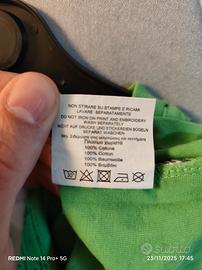 NON STIRARE SU STAMPE E RICAMI
LAVARE SEPARATAMENTE
DO NOT IRON ON PRINT AND EMBROIDERY
WASH SEPARATELY
NICHT AUF DRUCKE UND STICKEREIEN BÜGELN
SEPARAT WASCHEN
100% Cotone
100% Cotton
100% Baumwolle
100% Βαμβάκι
REDMI NOTE 14 PRO+ 5G
23/11/2025 17:45
subito